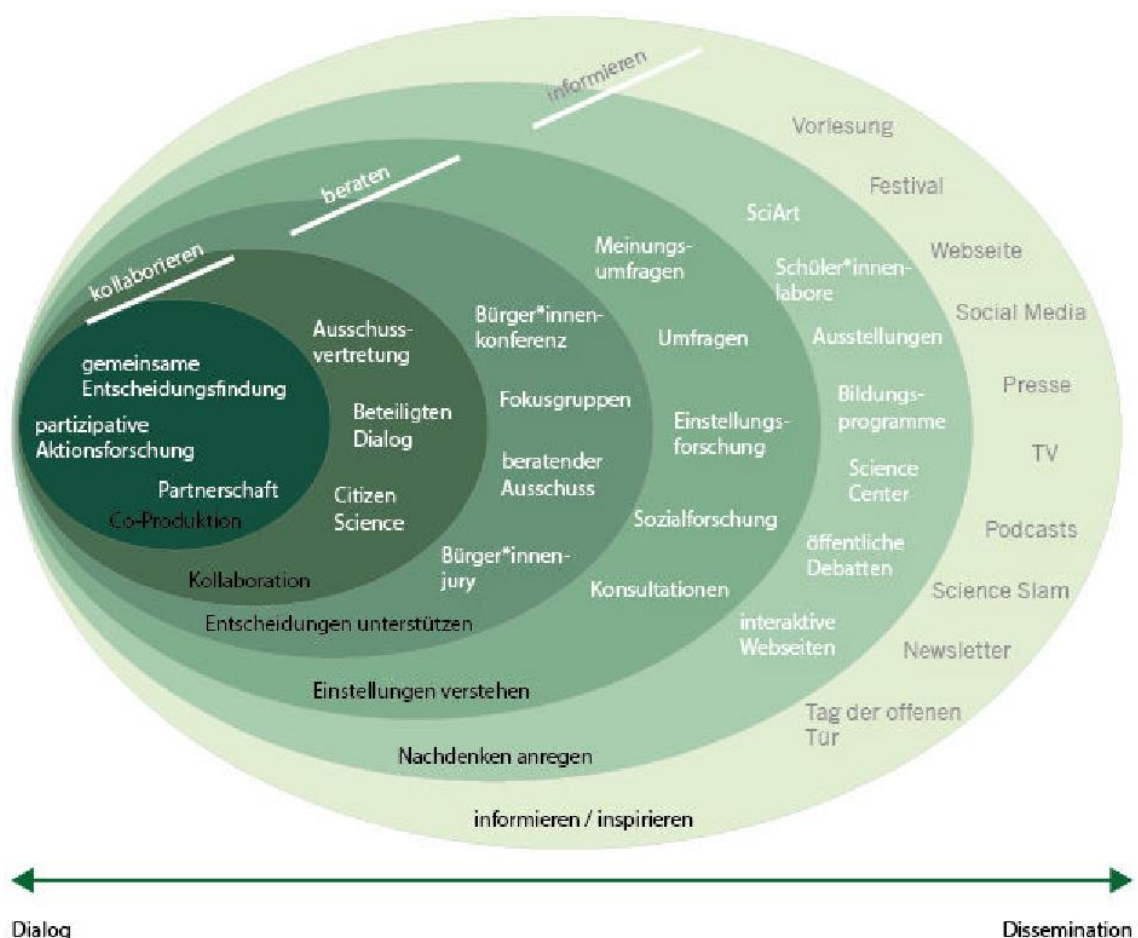 informieren
beraten
kollaborieren
gemeinsame
Entscheidungsfindung
partizipative
Aktionsforschung
Partnerschaft
Co-Produktion
Ausschuss-
vertretung
Beteiligten
Dialog
Citizen
Science
Kollaboration
Bürger*innen-
konferenz
Fokusgruppen
beratender
Ausschuss
Bürger*innen-
jury
Entscheidungen unterstützen
Meinungs-
umfragen
Umfragen
Einstellungs-
forschung
Sozialforschung
Konsultationen
Einstellungen verstehen
SciArt
Schüler*innen-
labore
Ausstellungen
Bildungs-
programme
Science
Center
öffentliche
Debatten
interaktive
Webseiten
Nachdenken anregen
Vorlesung
Festival
Webseite
Social Media
Presse
TV
Podcasts
Science Slam
Newsletter
Tag der offenen
Tür
informieren / inspirieren
Dialog
Dissemination